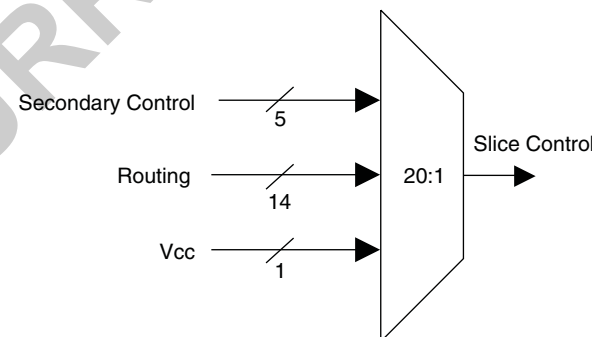 Secondary Control
5
Slice Control
Routing
14
20:1
Vcc
1